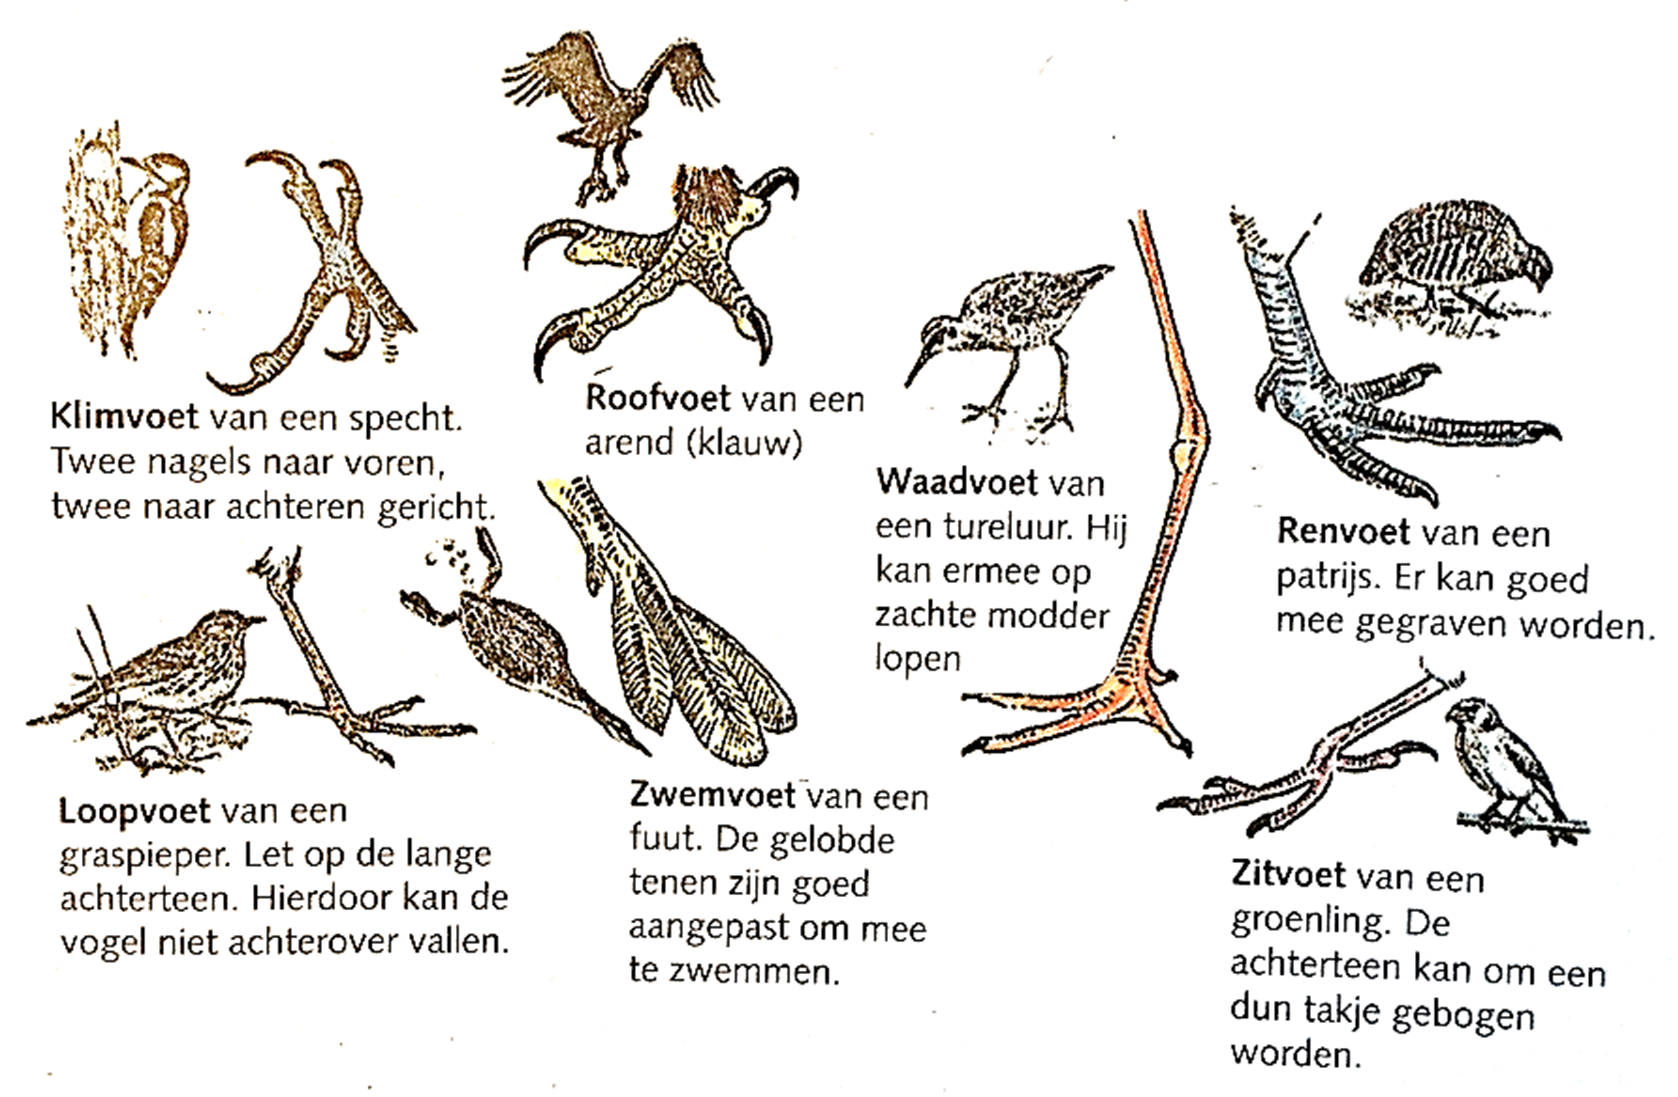 Klimvoet van een specht.
Twee nagels naar voren,
twee naar achteren gericht.
Roofvoet van een
arend (klauw)
Waadvoet van
een tureluur. Hij
kan ermee op
zachte modder
lopen
Renvoet van een
patrijs. Er kan goed
mee gegraven worden.
Loopvoet van een
graspieper. Let op de lange
achterteen. Hierdoor kan de
vogel niet achterover vallen.
Zwemvoet van een
fuut. De gelobde
tenen zijn goed
aangepast om mee
te zwemmen.
Zitvoet van een
groenling. De
achterteen kan om een
dun takje gebogen
worden.